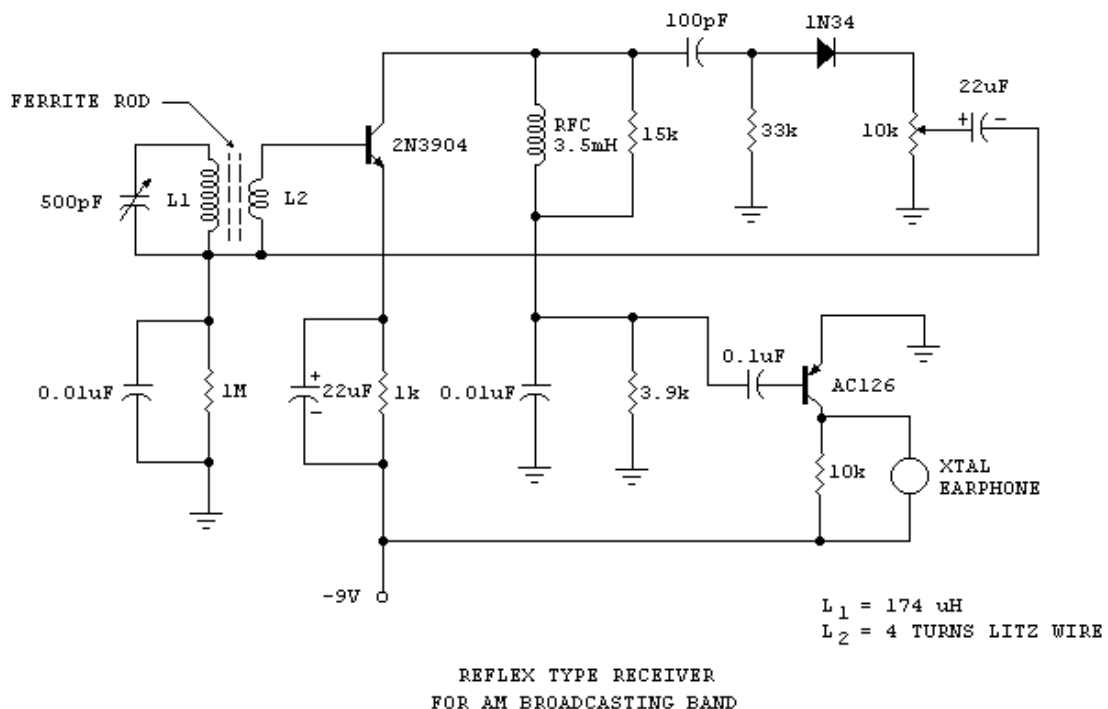 100pF
1N34
FERRITE ROD
22uF
+ -
2N3904
RFC
3.5mH
15k
33k
10k
500pF
L1
L2
0.01uF
1M
+
22uF
-
1k
0.01uF
3.9k
0.1uF
AC126
10k
XTAL
EARPHONE
-9V
L1 = 174 uH
L2 = 4 TURNS LITZ WIRE
REFLEX TYPE RECEIVER
FOR AM BROADCASTING BAND